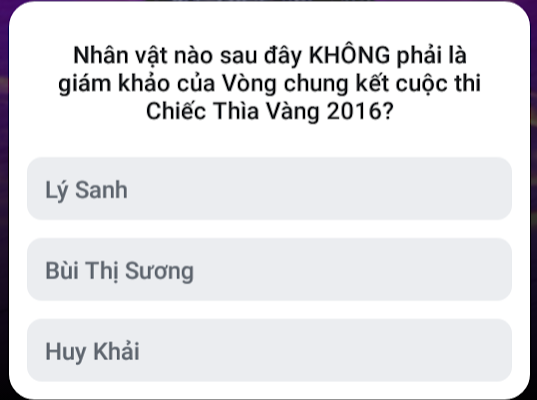 Nhân vật nào sau đây KHÔNG phải là
giám khảo của Vòng chung kết cuộc thi
Chiếc Thìa Vàng 2016?
Lý Sanh
Bùi Thị Sương
Huy Khải